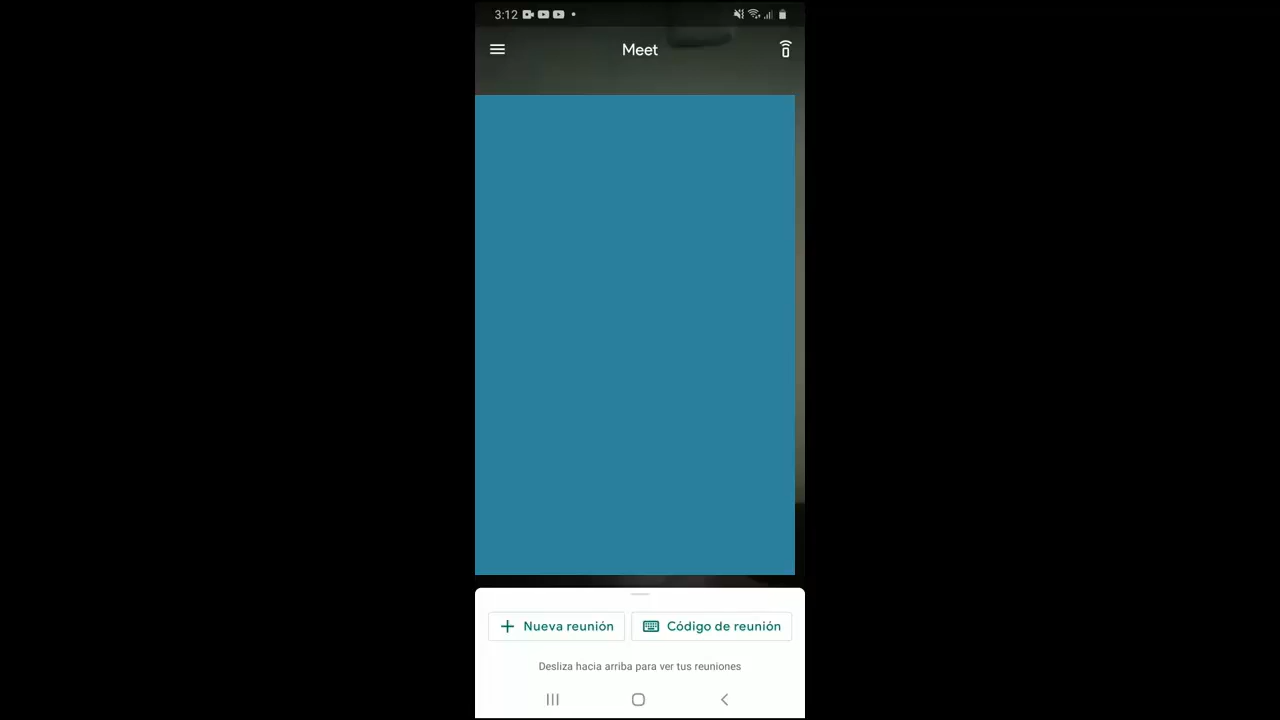 3:12
Meet
Nueva reunión
Código de reunión
Desliza hacia arriba para ver tus reuniones